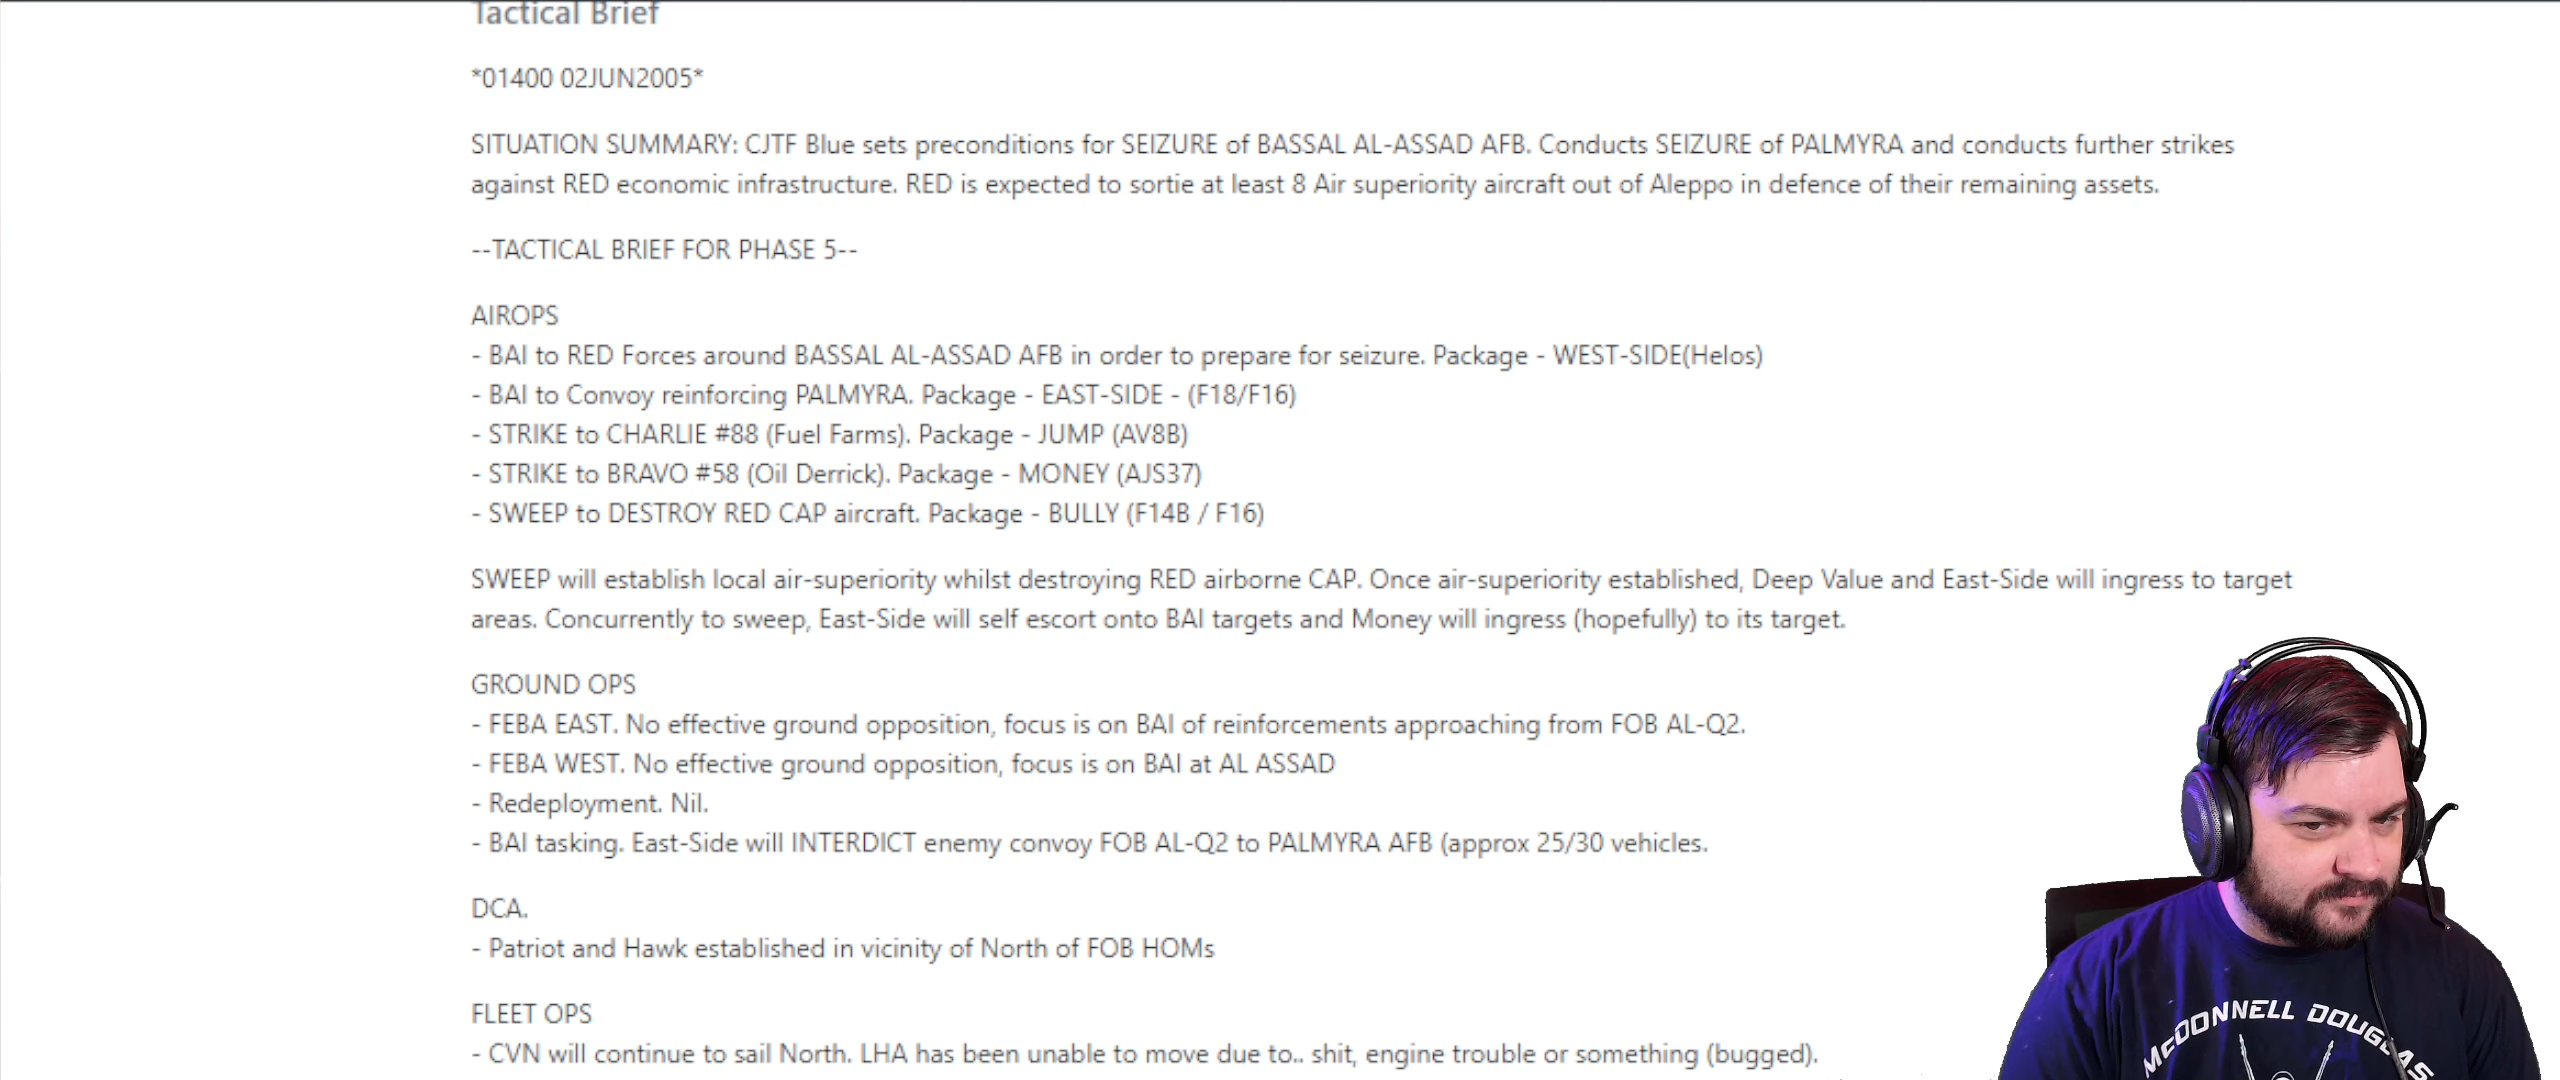 Tactical Brief
*01400 02JUN2005*
SITUATION SUMMARY: CJTF Blue sets preconditions for SEIZURE of BASSAL AL-ASSAD AFB. Conducts SEIZURE of PALMYRA and conducts further strikes
against RED economic infrastructure. RED is expected to sortie at least 8 Air superiority aircraft out of Aleppo in defence of their remaining assets.
--TACTICAL BRIEF FOR PHASE 5--
AIROPS
- BAI to RED Forces around BASSAL AL-ASSAD AFB in order to prepare for seizure. Package - WEST-SIDE(Helos)
- BAI to Convoy reinforcing PALMYRA. Package - EAST-SIDE - (F18/F16)
- STRIKE to CHARLIE #88 (Fuel Farms). Package - JUMP (AV8B)
- STRIKE to BRAVO #58 (Oil Derrick). Package - MONEY (AJS37)
- SWEEP to DESTROY RED CAP aircraft. Package - BULLY (F14B / F16)
SWEEP will establish local air-superiority whilst destroying RED airborne CAP. Once air-superiority established, Deep Value and East-Side will ingress to target
areas. Concurrently to sweep, East-Side will self escort onto BAI targets and Money will ingress (hopefully) to its target.
GROUND OPS
- FEBA EAST. No effective ground opposition, focus is on BAI of reinforcements approaching from FOB AL-Q2.
- FEBA WEST. No effective ground opposition, focus is on BAI at AL ASSAD
- Redeployment. Nil.
- BAI tasking. East-Side will INTERDICT enemy convoy FOB AL-Q2 to PALMYRA AFB (approx 25/30 vehicles.
DCA.
- Patriot and Hawk established in vicinity of North of FOB HOMs
FLEET OPS
- CVN will continue to sail North. LHA has been unable to move due to.. shit, engine trouble or something (bugged).
MCDONNELL DOUGLAS